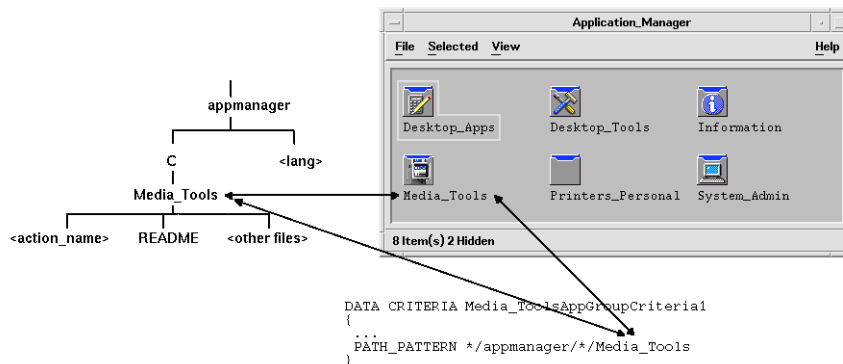 Application_Manager
File Selected View Help
appmanager
Desktop_Apps Desktop_Tools Information
C <lang>
Media_Tools
Media_Tools Printers_Personal System_Admin
<action_name> README <other files>
8 Item(s) 2 Hidden
DATA CRITERIA Media_ToolsAppGroupCriteria1
{
...
PATH_PATTERN */appmanager/*/Media_Tools
}